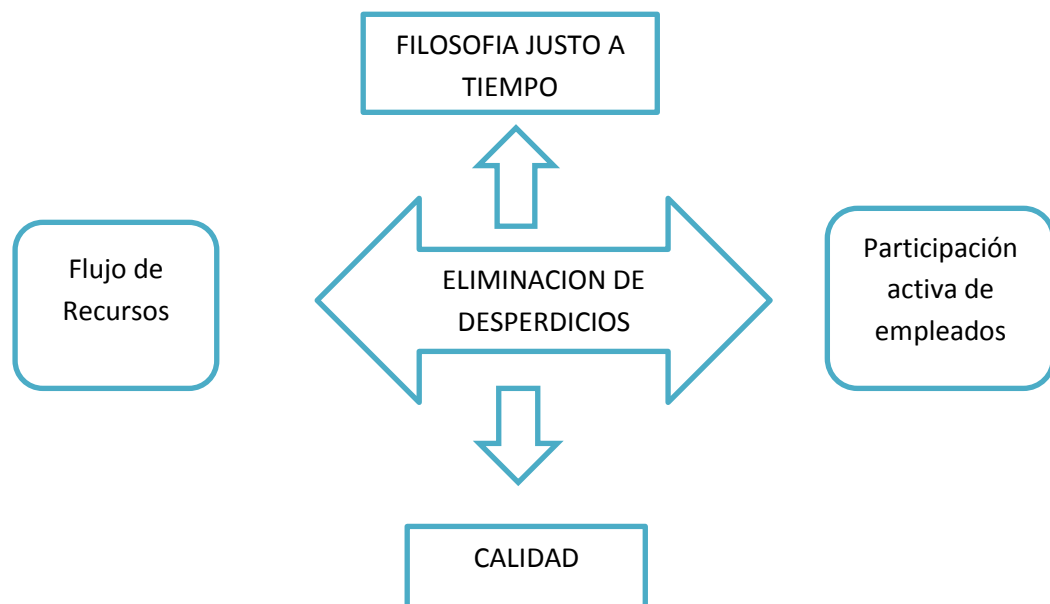 FILOSOFIA JUSTO A
TIEMPO
Flujo de
Recursos
ELIMINACION DE
DESPERDICIOS
Participación
activa de
empleados
CALIDAD